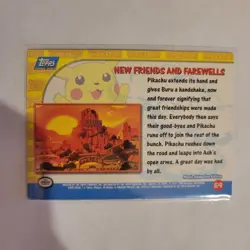 Topps
NEW FRIENDS AND FAREWELLS
Pikachu extends its hand and
gives Buru a handshake, now
and forever signifying that
great friendships were made
this day. Everyone then says
their good-byes and Pikachu
runs off to join the rest of the
bunch. Pikachu rushes down
the road and leaps into Ash's
open arms. A great day was
had by all.